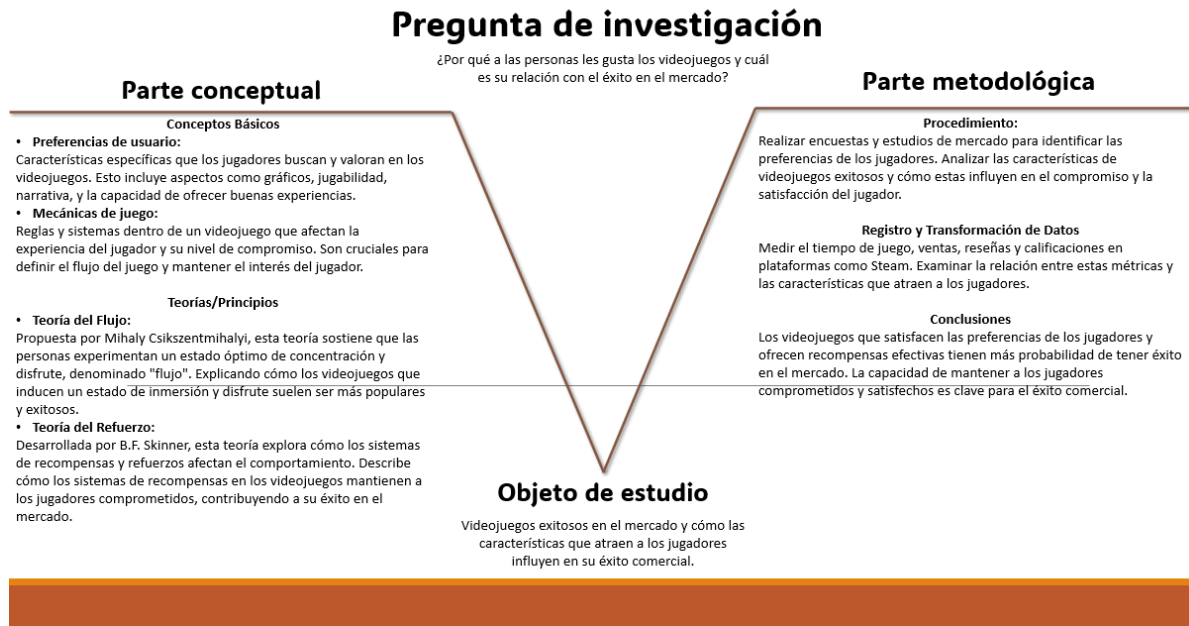 Pregunta de investigación
¿Por qué a las personas les gusta los videojuegos y cuál
es su relación con el éxito en el mercado?
Parte conceptual
Conceptos Básicos
• Preferencias de usuario:
Características específicas que los jugadores buscan y valoran en los
videojuegos. Esto incluye aspectos como gráficos, jugabilidad,
narrativa, y la capacidad de ofrecer buenas experiencias.
• Mecánicas de juego:
Reglas y sistemas dentro de un videojuego que afectan la
experiencia del jugador y su nivel de compromiso. Son cruciales para
definir el flujo del juego y mantener el interés del jugador.
Teorías/Principios
• Teoría del Flujo:
Propuesta por Mihaly Csikszentmihalyi, esta teoría sostiene que las
personas experimentan un estado óptimo de concentración y
disfrute, denominado "flujo". Explicando cómo los videojuegos que
inducen un estado de inmersión y disfrute suelen ser más populares
y exitosos.
• Teoría del Refuerzo:
Desarrollada por B.F. Skinner, esta teoría explora cómo los sistemas
de recompensas y refuerzos afectan el comportamiento. Describe
cómo los sistemas de recompensas en los videojuegos mantienen a
los jugadores comprometidos, contribuyendo a su éxito en el
mercado.
Parte metodológica
Procedimiento:
Realizar encuestas y estudios de mercado para identificar las
preferencias de los jugadores. Analizar las características de
videojuegos exitosos y cómo estas influyen en el compromiso y la
satisfacción del jugador.
Registro y Transformación de Datos
Medir el tiempo de juego, ventas, reseñas y calificaciones en
plataformas como Steam. Examinar la relación entre estas métricas y
las características que atraen a los jugadores.
Conclusiones
Los videojuegos que satisfacen las preferencias de los jugadores y
ofrecen recompensas efectivas tienen más probabilidad de tener éxito
en el mercado. La capacidad de mantener a los jugadores
comprometidos y satisfechos es clave para el éxito comercial.
Objeto de estudio
Videojuegos exitosos en el mercado y cómo las
características que atraen a los jugadores
influyen en su éxito comercial.